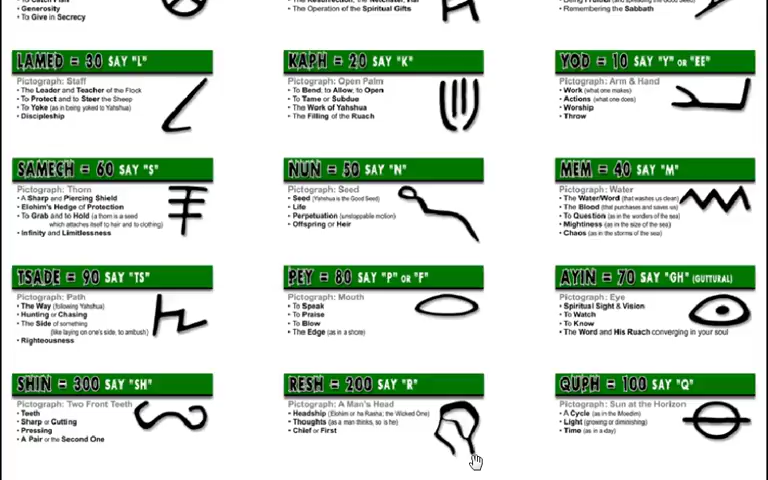 • Generosity
• To Give in Secrecy
• The Operation of the Spiritual Gifts
• Remembering the Sabbath
LAMED = 30 SAY "L"
Pictograph: Staff
• The Leader and Teacher of the Flock
• To Protect and to Steer the Sheep
• To Yoke (as in being yoked to Yahshua)
• Discipleship
KAPH = 20 SAY "K"
Pictograph: Open Palm
• To Bend, to Allow, to Open
• To Tame or Subdue
• The Work of Yahshua
• The Filling of the Ruach
YOD = 10 SAY "Y" OR "EE"
Pictograph: Arm & Hand
• Work (what one makes)
• Actions (what one does)
• Worship
• Throw
SAMECH = 60 SAY "S"
Pictograph: Thorn
• A Sharp and Piercing Shield
• Elohim's Hedge of Protection
• To Grab and to Hold (a thorn is a seed
which attaches itself to hair and to clothing)
• Infinity and Limitlessness
NUN = 50 SAY "N"
Pictograph: Seed
• Seed (Yahshua is the Good Seed)
• Life
• Perpetuation (unstoppable motion)
• Offspring or Heir
MEM = 40 SAY "M"
Pictograph: Water
• The Water/Word (that washes us clean)
• The Blood (that purchases and saves us)
• To Question (as in the wonders of the sea)
• Mightiness (as in the size of the sea)
• Chaos (as in the storms of the sea)
TSADE = 90 SAY "TS"
Pictograph: Path
• The Way (following Yahshua)
• Hunting or Chasing
• The Side of something
(like laying on one's side, to ambush)
• Righteousness
PEY = 80 SAY "P" OR "F"
Pictograph: Mouth
• To Speak
• To Praise
• To Blow
• The Edge (as in a shore)
AYIN = 70 SAY "GH" (GUTTURAL)
Pictograph: Eye
• Spiritual Sight & Vision
• To Watch
• To Know
• The Word and His Ruach converging in your soul
SHIN = 300 SAY "SH"
Pictograph: Two Front Teeth
• Teeth
• Sharp or Cutting
• Pressing
• A Pair or the Second One
RESH = 200 SAY "R"
Pictograph: A Man's Head
• Headship (Elohim or ha Rasha; the Wicked One)
• Thoughts (as a man thinks, so is he)
• Chief or First
QUPH = 100 SAY "Q"
Pictograph: Sun at the Horizon
• A Cycle (as in the Moedim)
• Light (growing or diminishing)
• Time (as in a day)